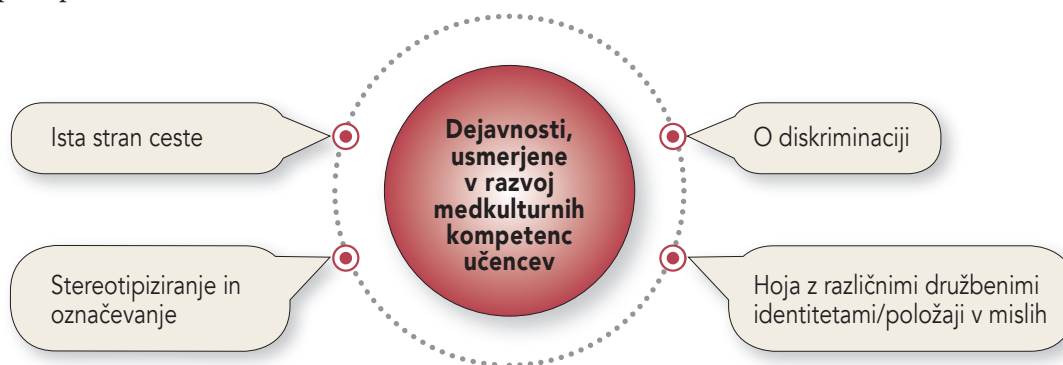 Ista stran ceste
Stereotipiziranje in
označevanje
Dejavnosti,
usmerjene
v razvoj
medkulturnih
kompetenc
učencev
O diskriminaciji
Hoja z različnimi družbenimi
identitetami/položaji v mislih